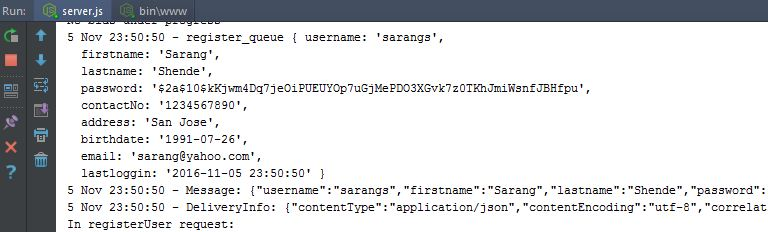 Run: server.js bin\www
No bids under progress
5 Nov 23:50:50 - register_queue { username: 'sarangs',
firstname: 'Sarang',
lastname: 'Shende',
password: '$2a$10$kKjwm4Dq7jeOiPUEUYOp7uGjMePDO3XGvk7z0TKhJmiWsnfJBHfpu',
contactNo: '1234567890',
address: 'San Jose',
birthdate: '1991-07-26',
email: 'sarang@yahoo.com',
lastloggin: '2016-11-05 23:50:50' }
5 Nov 23:50:50 - Message: {"username":"sarangs","firstname":"Sarang","lastname":"Shende","password":
5 Nov 23:50:50 - DeliveryInfo: {"contentType":"application/json","contentEncoding":"utf-8","correlat
In registerUser request: